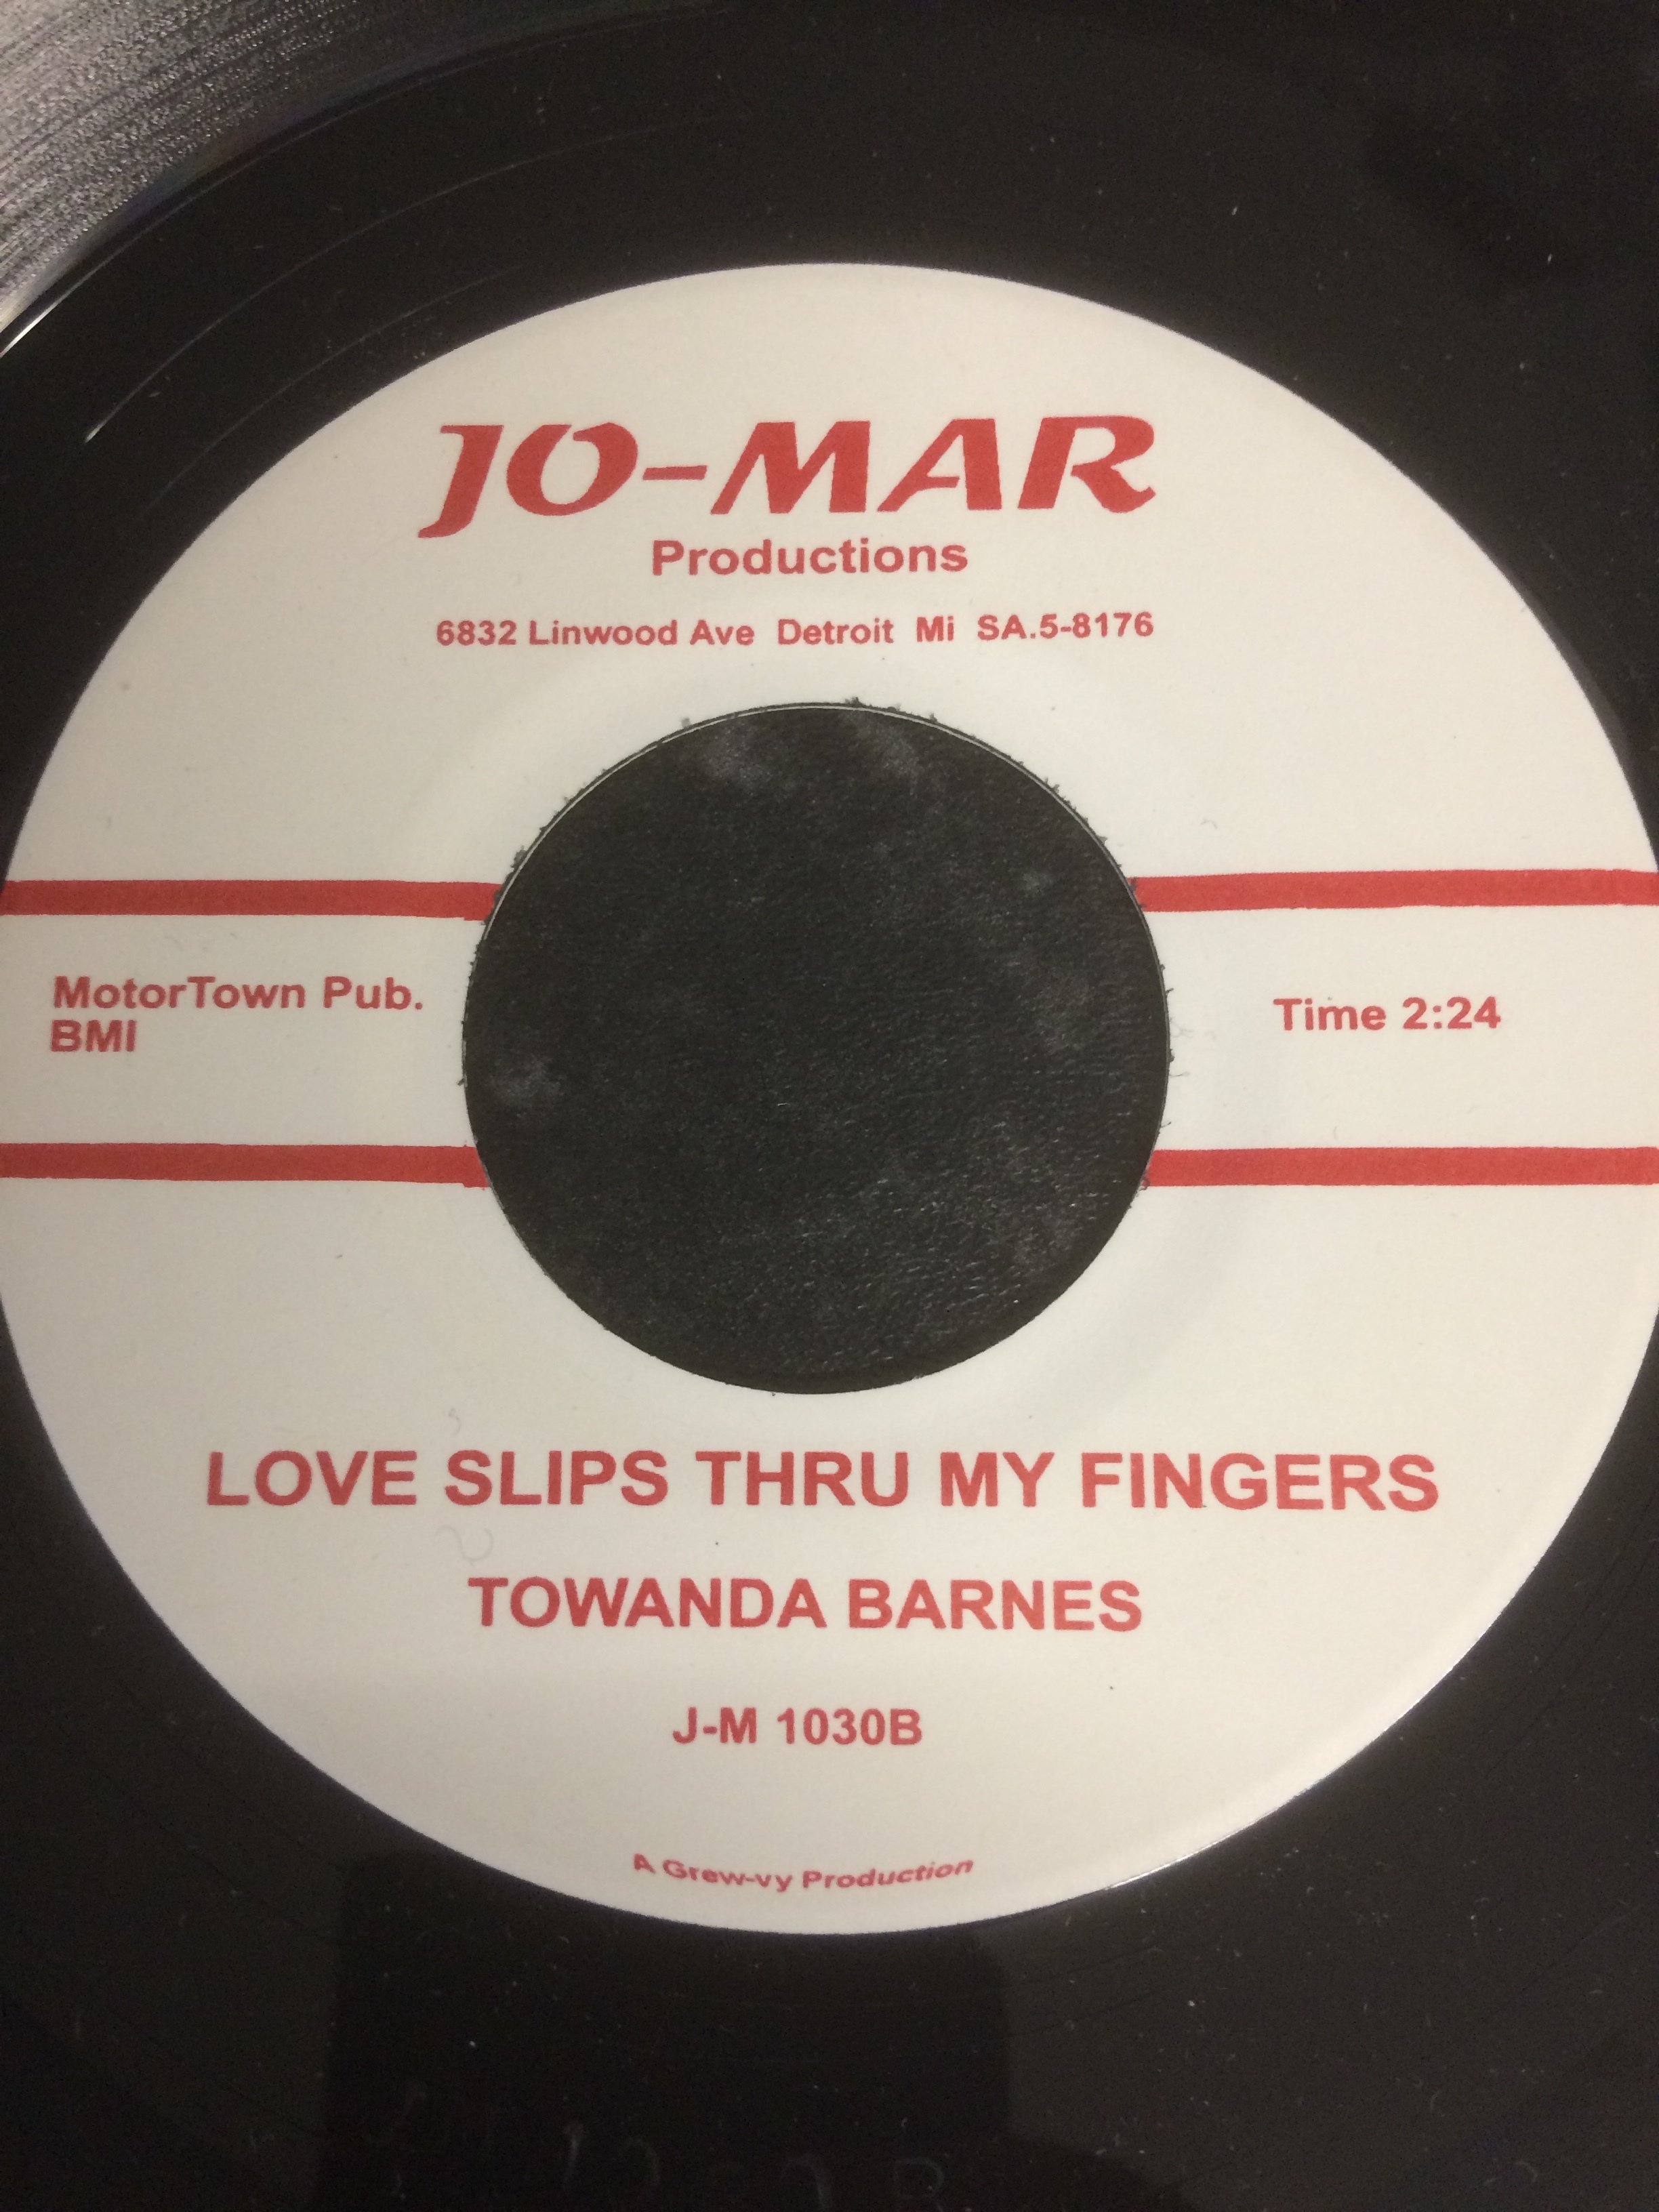 JO-MAR
Productions
6832 Linwood Ave Detroit Mi SA.5-8176
MotorTown Pub.
BMI
Time 2:24
LOVE SLIPS THRU MY FINGERS
TOWANDA BARNES
J-M 1030B
A Grew-vy Production